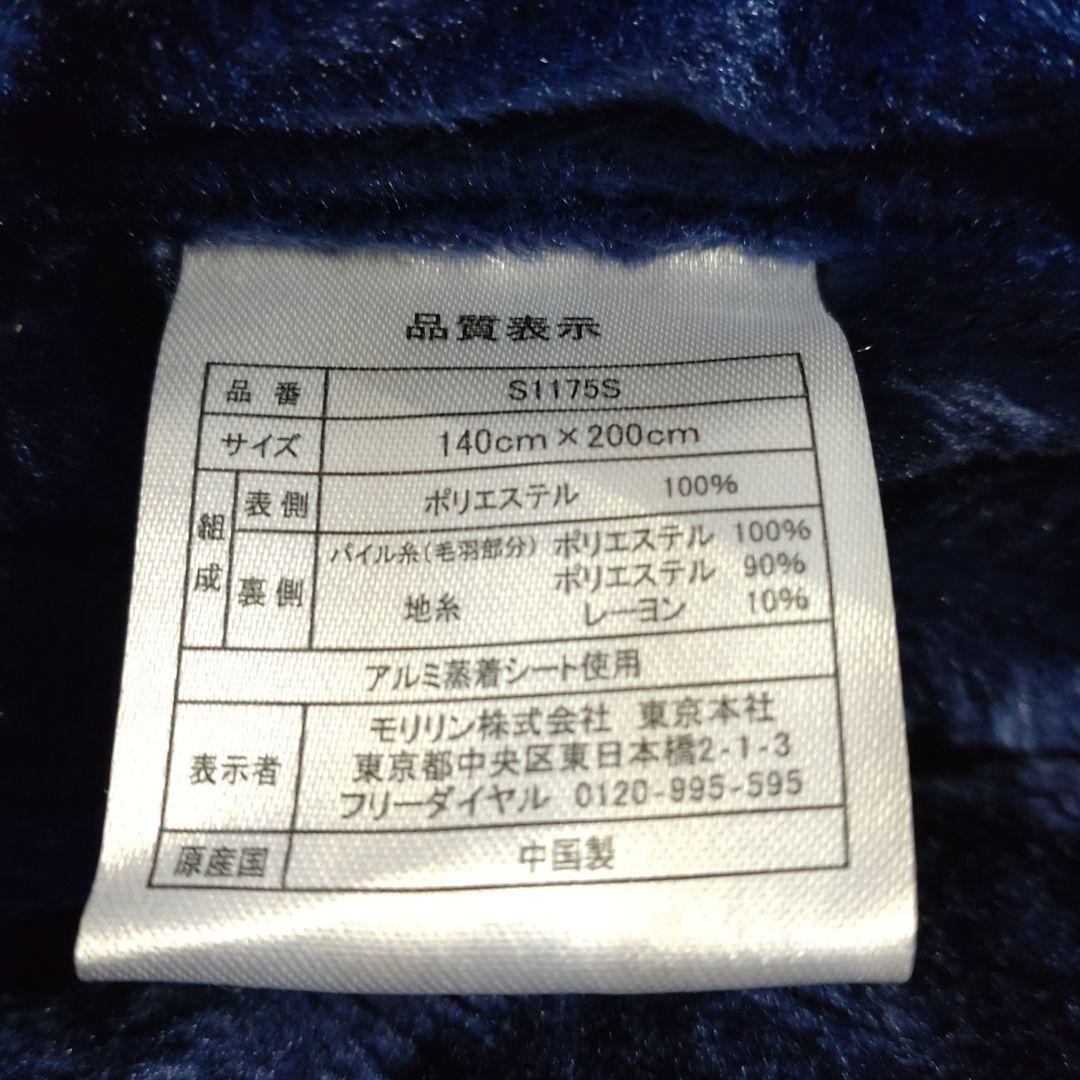 品質表示
品番 S1175S
サイズ 140cm×200cm
組成 表側 ポリエステル 100%
裏側 パイル糸(毛羽部分) ポリエステル 100%
地糸 ポリエステル 90%
レーヨン 10%
アルミ蒸着シート使用
表示者 モリリン株式会社 東京本社
東京都中央区東日本橋2-1-3
フリーダイヤル 0120-995-595
原産国 中国製